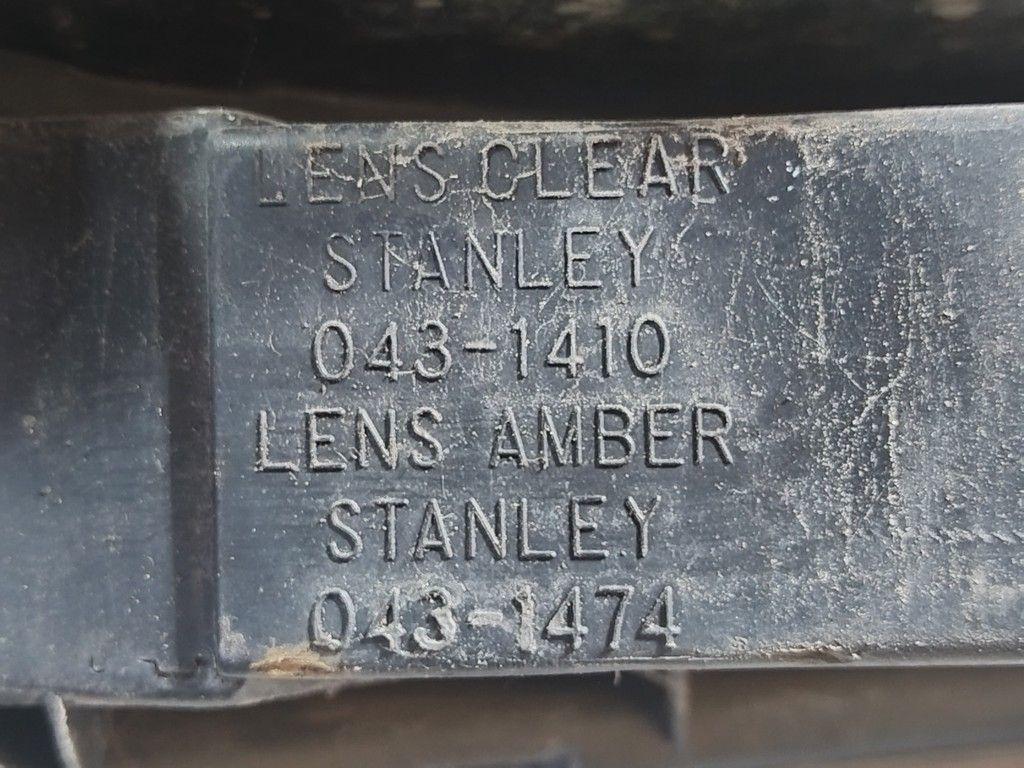 LENS CLEAR
STANLEY
043-1410
LENS AMBER
STANLEY
043-1474